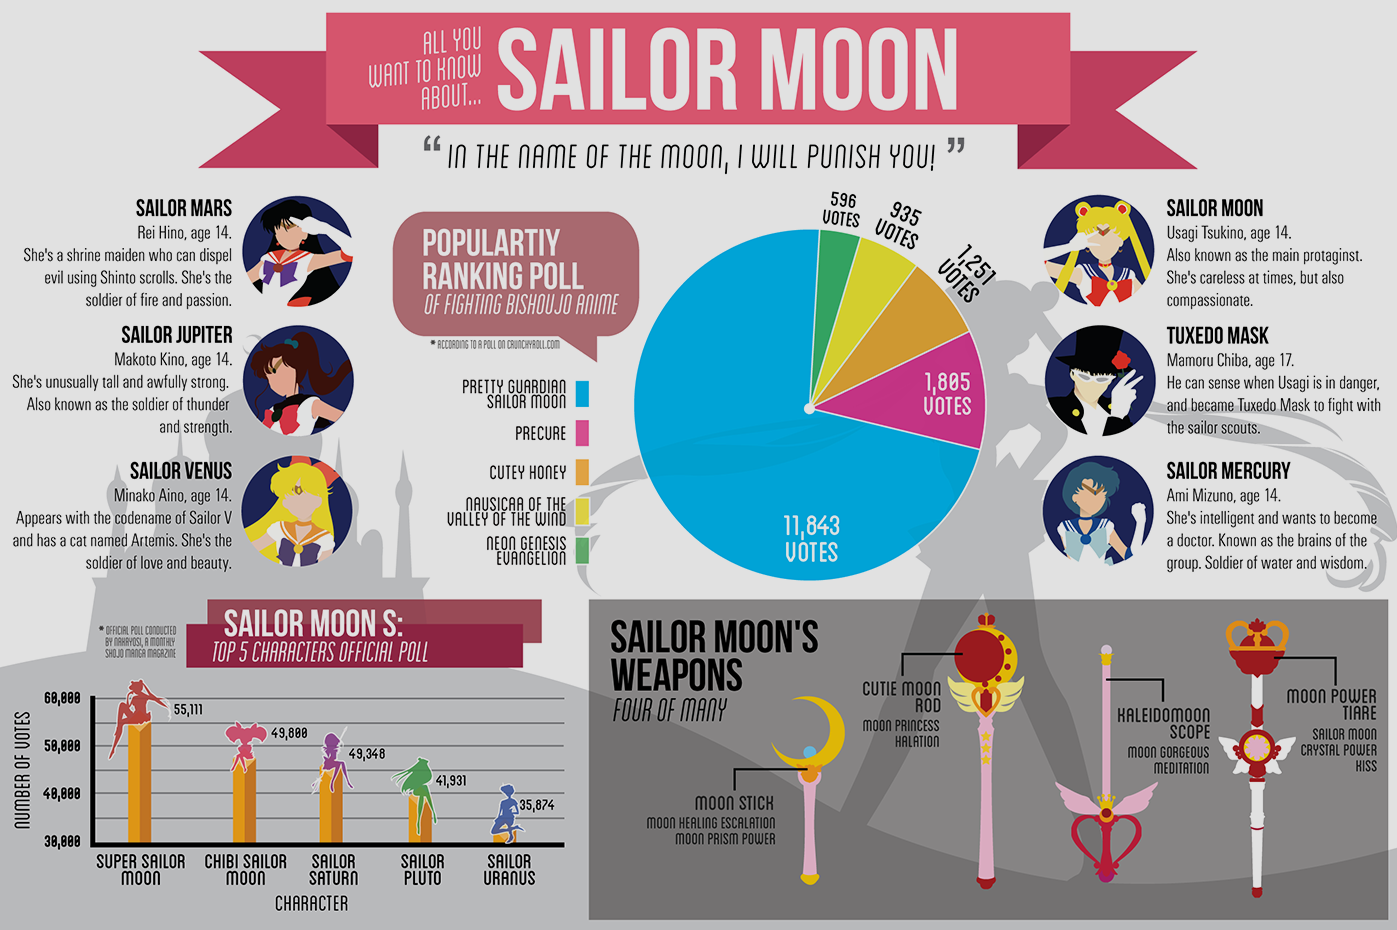 ALL YOU
WANT TO KNOW
ABOUT...
SAILOR MOON
“ IN THE NAME OF THE MOON, I WILL PUNISH YOU! ”
SAILOR MARS
Rei Hino, age 14.
She's a shrine maiden who can dispel
evil using Shinto scrolls. She's the
soldier of fire and passion.
SAILOR JUPITER
Makoto Kino, age 14.
She's unusually tall and awfully strong.
Also known as the soldier of thunder
and strength.
SAILOR VENUS
Minako Aino, age 14.
Appears with the codename of Sailor V
and has a cat named Artemis. She's the
soldier of love and beauty.
POPULARTIY
RANKING POLL
OF FIGHTING BISHOUJO ANIME
* ACCORDING TO A POLL ON CRUNCHYROLL.COM
PRETTY GUARDIAN
SAILOR MOON
PRECURE
CUTEY HONEY
NAUSICAA OF THE
VALLEY OF THE WIND
NEON GENESIS
EVANGELION
596
VOTES
935
VOTES
1,251
VOTES
1,805
VOTES
11,843
VOTES
SAILOR MOON
Usagi Tsukino, age 14.
Also known as the main protaginst.
She's careless at times, but also
compassionate.
TUXEDO MASK
Mamoru Chiba, age 17.
He can sense when Usagi is in danger,
and became Tuxedo Mask to fight with
the sailor scouts.
SAILOR MERCURY
Ami Mizuno, age 14.
She's intelligent and wants to become
a doctor. Known as the brains of the
group. Soldier of water and wisdom.
* OFFICIAL POLL CONDUCTED
BY NAKAYOSI, A MONTHLY
SHOJO MANGA MAGAZINE
SAILOR MOON S:
TOP 5 CHARACTERS OFFICIAL POLL
NUMBER OF VOTES
60,000
50,000
40,000
30,000
55,111
49,800
49,348
41,931
35,874
SUPER SAILOR
MOON
CHIBI SAILOR
MOON
SAILOR
SATURN
SAILOR
PLUTO
SAILOR
URANUS
CHARACTER
SAILOR MOON'S
WEAPONS
FOUR OF MANY
MOON STICK
MOON HEALING ESCALATION
MOON PRISM POWER
CUTIE MOON
ROD
MOON PRINCESS
HALATION
KALEIDOMOON
SCOPE
MOON GORGEOUS
MEDITATION
MOON POWER
TIARE
SAILOR MOON
CRYSTAL POWER
KISS